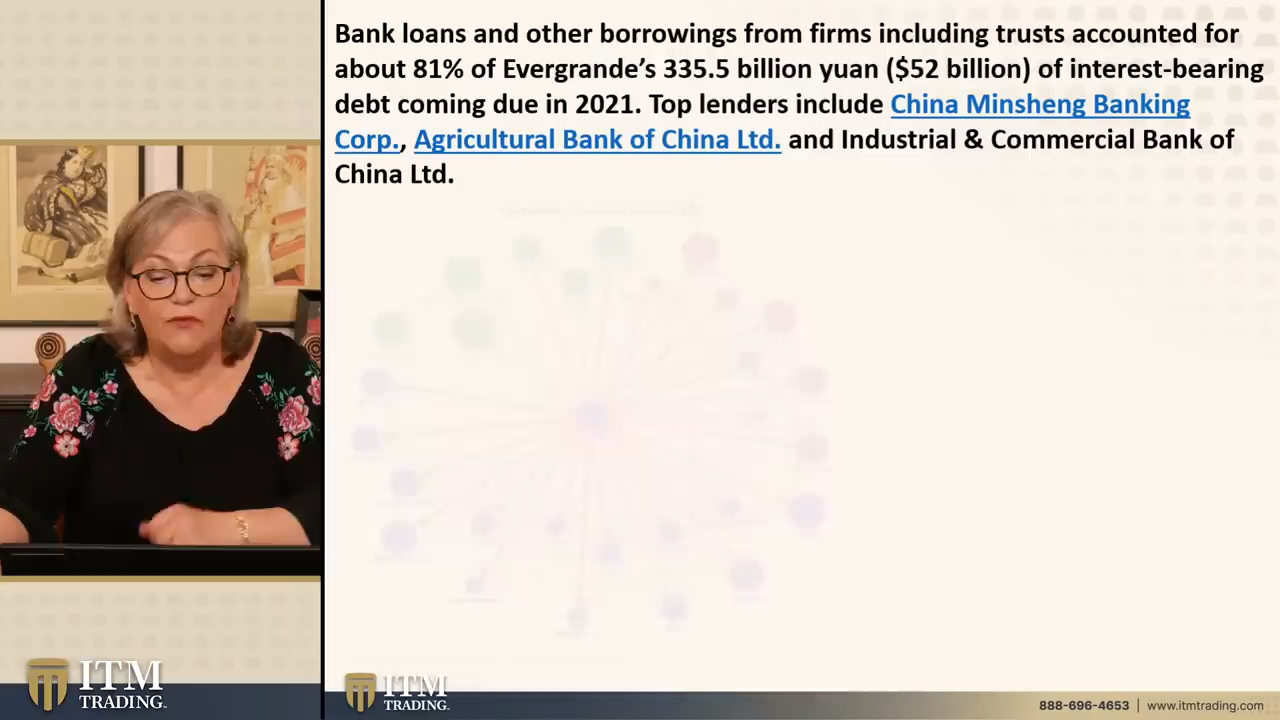 Bank loans and other borrowings from firms including trusts accounted for
about 81% of Evergrande’s 335.5 billion yuan ($52 billion) of interest-bearing
debt coming due in 2021. Top lenders include China Minsheng Banking
Corp., Agricultural Bank of China Ltd. and Industrial & Commercial Bank of
China Ltd.
ITM
TRADING
ITM
TRADING
888-696-4653 | www.itmtrading.com